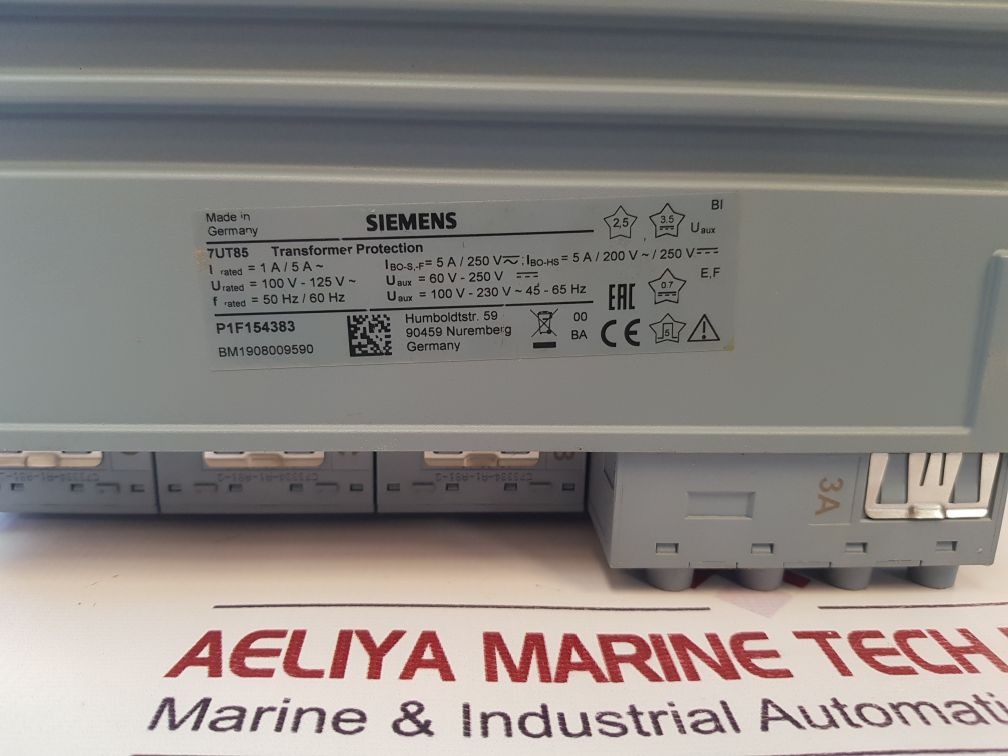 Made in
Germany
SIEMENS
2,5
3.5
Uaux
BI
7UT85 Transformer Protection
I rated = 1 A / 5 A ~
IBO-S,-F = 5 A / 250 V⎓~; IBO-HS = 5 A / 200 V ~ / 250 V ⎓
Urated = 100 V - 125 V ~
Uaux = 60 V - 250 V ⎓
f rated = 50 Hz / 60 Hz
Uaux = 100 V - 230 V ~ 45 - 65 Hz
E,F
0.7
EAC
P1F154383
BM1908009590
Humboldtstr. 59
90459 Nuremberg
Germany
00
BA
CE
5
3A
AELIYA MARINE TECH
Marine & Industrial Automati